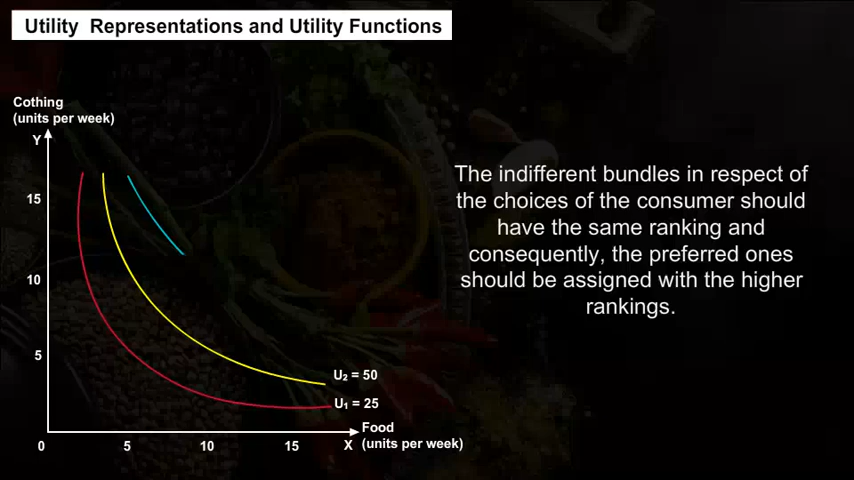 Utility  Representations and Utility Functions
Cothing
(units per week)
Y
15
10
5
The indifferent bundles in respect of
the choices of the consumer should
have the same ranking and
consequently, the preferred ones
should be assigned with the higher
rankings.
U₂ = 50
U₁ = 25
0
5
10
15
X
Food
(units per week)